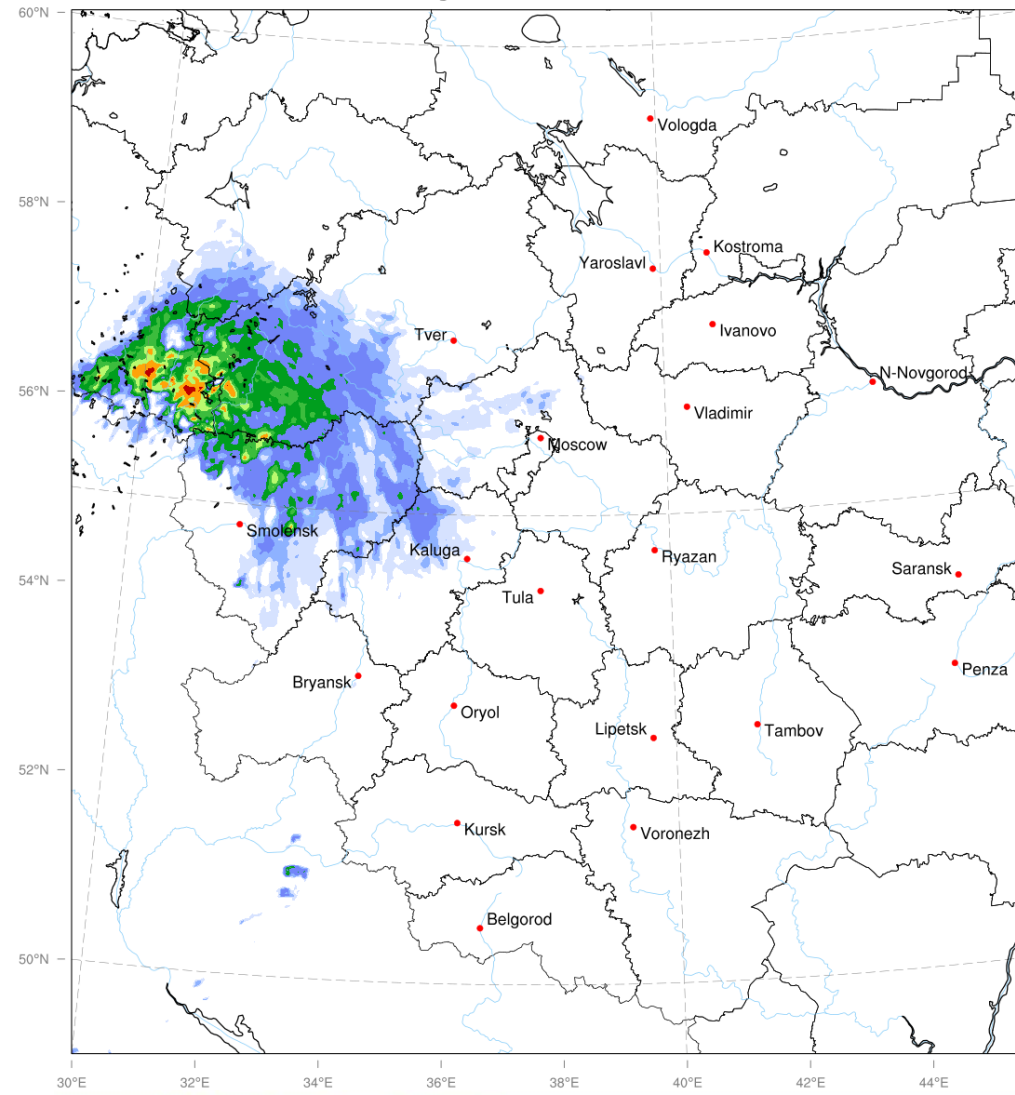 60°N
Vologda
58°N
Kostroma
Yaroslavl
Ivanovo
Tver
N-Novgorod
56°N
Vladimir
Moscow
Smolensk
Kaluga
Ryazan
Saransk
54°N
Tula
Penza
Bryansk
Oryol
Lipetsk
Tambov
52°N
Kursk
Voronezh
Belgorod
50°N
30°E 32°E 34°E 36°E 38°E 40°E 42°E 44°E